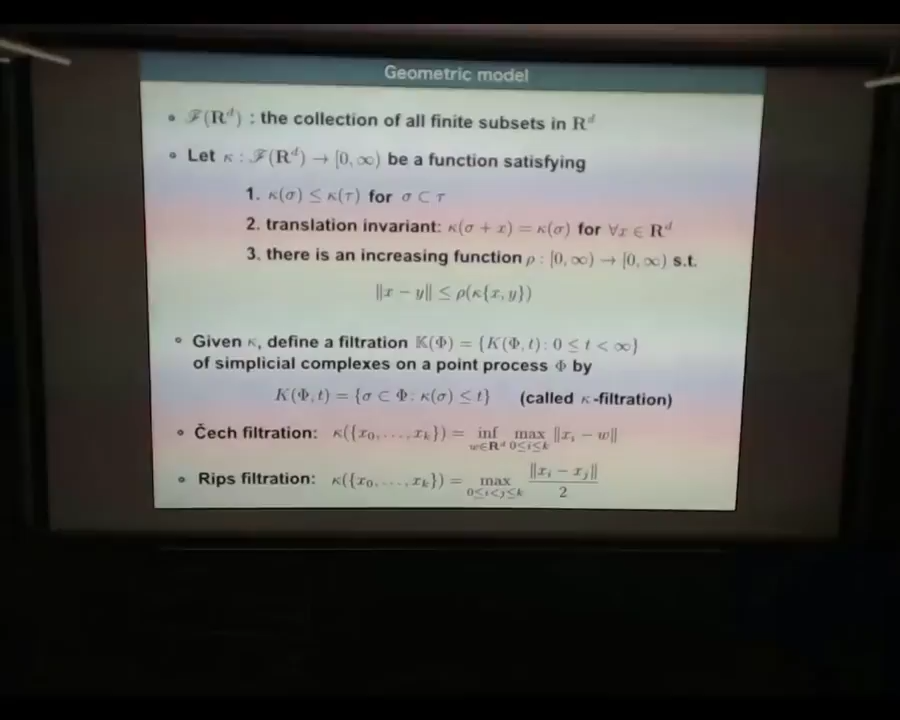 Geometric model
• ℱ(R^d) : the collection of all finite subsets in R^d
• Let κ : ℱ(R^d) → [0, ∞) be a function satisfying
1. κ(σ) ≤ κ(τ) for σ ⊂ τ
2. translation invariant: κ(σ + x) = κ(σ) for ∀x ∈ R^d
3. there is an increasing function ρ : [0, ∞) → [0, ∞) s.t.
‖x − y‖ ≤ ρ(κ{x, y})
• Given κ, define a filtration 𝕂(Φ) = {K(Φ, t) : 0 ≤ t < ∞}
of simplicial complexes on a point process Φ by
K(Φ, t) = {σ ⊂ Φ : κ(σ) ≤ t} (called κ-filtration)
• Čech filtration: κ({x_0, . . . , x_k}) = inf_{w∈R^d} max_{0≤i≤k} ‖x_i − w‖
• Rips filtration: κ({x_0, . . . , x_k}) = max_{0≤i<j≤k} ‖x_i − x_j‖ / 2